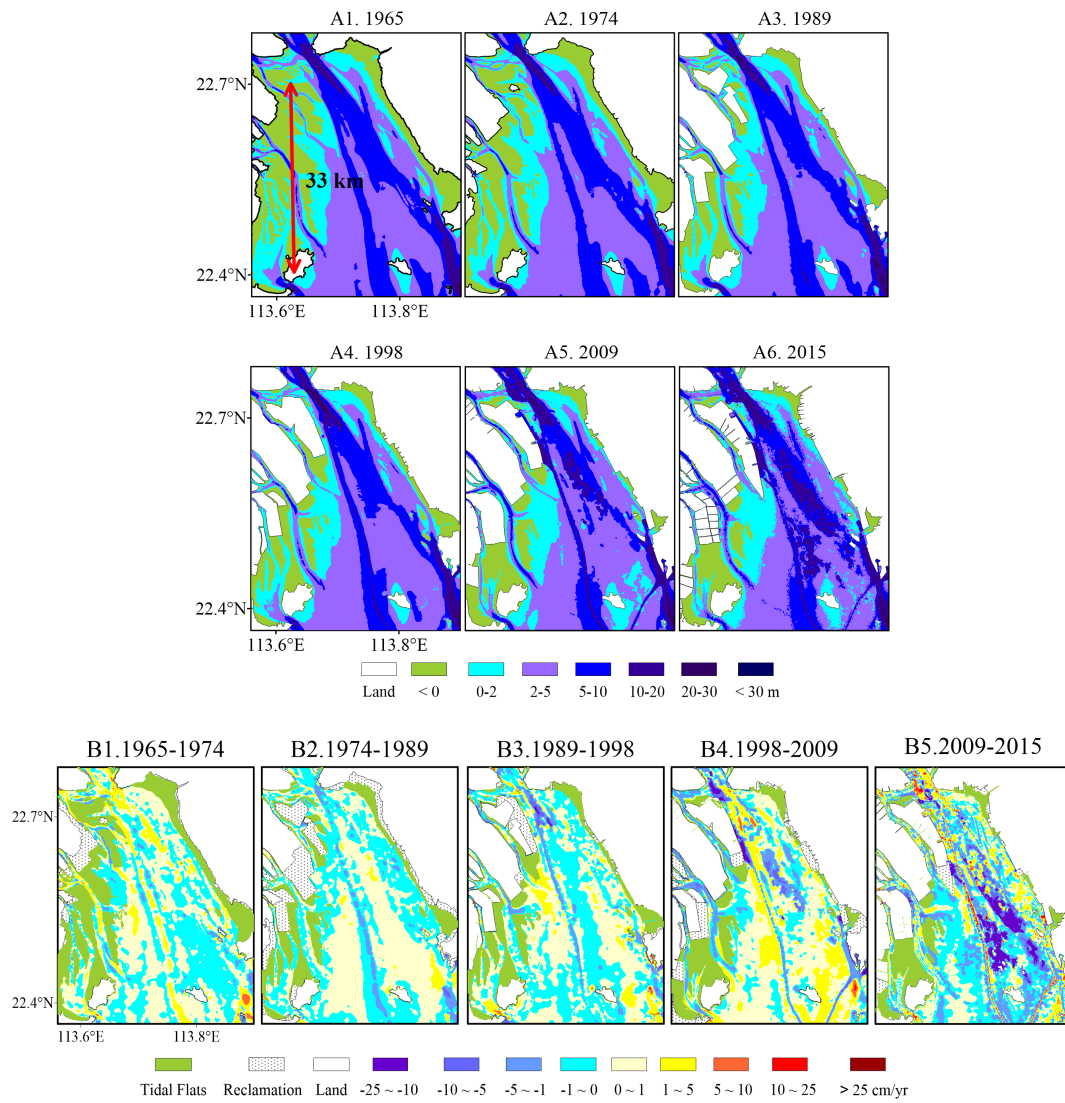 A1. 1965
A2. 1974
A3. 1989
22.7°N
33 km
22.4°N
113.6°E
113.8°E
A4. 1998
A5. 2009
A6. 2015
22.7°N
22.4°N
113.6°E
113.8°E
Land
< 0
0-2
2-5
5-10
10-20
20-30
< 30 m
B1.1965-1974
B2.1974-1989
B3.1989-1998
B4.1998-2009
B5.2009-2015
22.7°N
22.4°N
113.6°E
113.8°E
Tidal Flats
Reclamation
Land
-25 ~ -10
-10 ~ -5
-5 ~ -1
-1 ~ 0
0 ~ 1
1 ~ 5
5 ~ 10
10 ~ 25
> 25 cm/yr